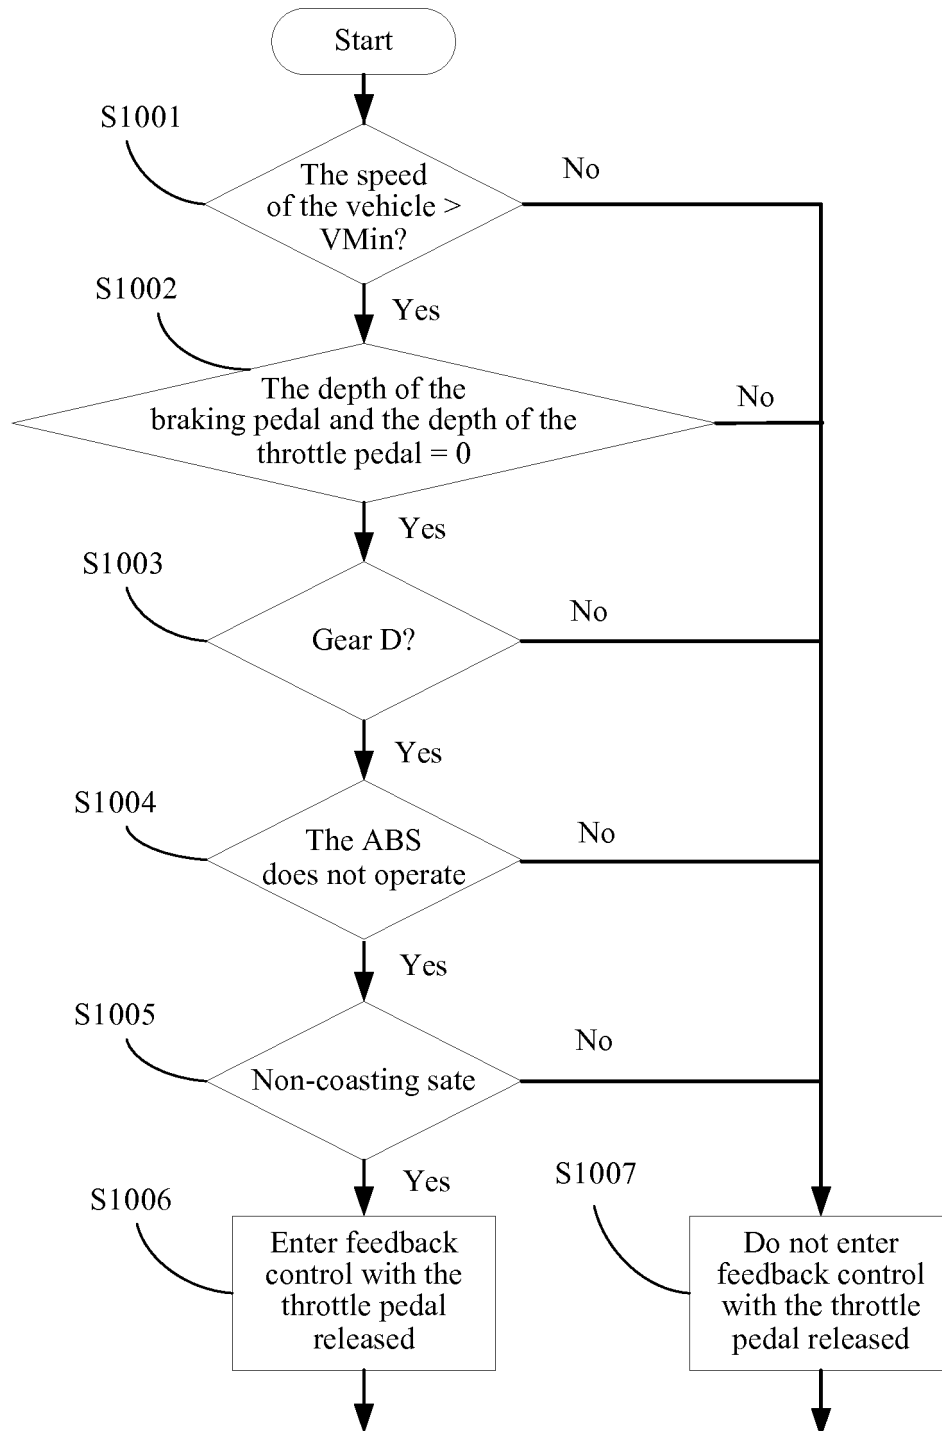 Start
S1001
The speed
of the vehicle >
VMin?
No
Yes
S1002
The depth of the
braking pedal and the depth of the
throttle pedal = 0
No
Yes
S1003
Gear D?
No
Yes
S1004
The ABS
does not operate
No
Yes
S1005
Non-coasting sate
No
Yes
S1006
Enter feedback
control with the
throttle pedal
released
S1007
Do not enter
feedback control
with the throttle
pedal released